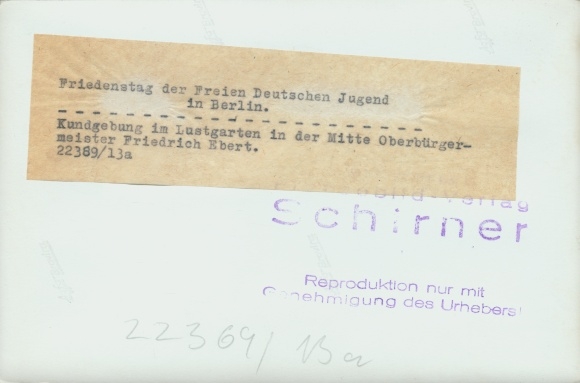 Friedenstag der Freien Deutschen Jugend
in Berlin.
Kundgebung im Lustgarten in der Mitte Oberbürger-
meister Friedrich Ebert.
22369/13a
Schirner
Reproduktion nur mit
Genehmigung des Urhebers!
22369/13a